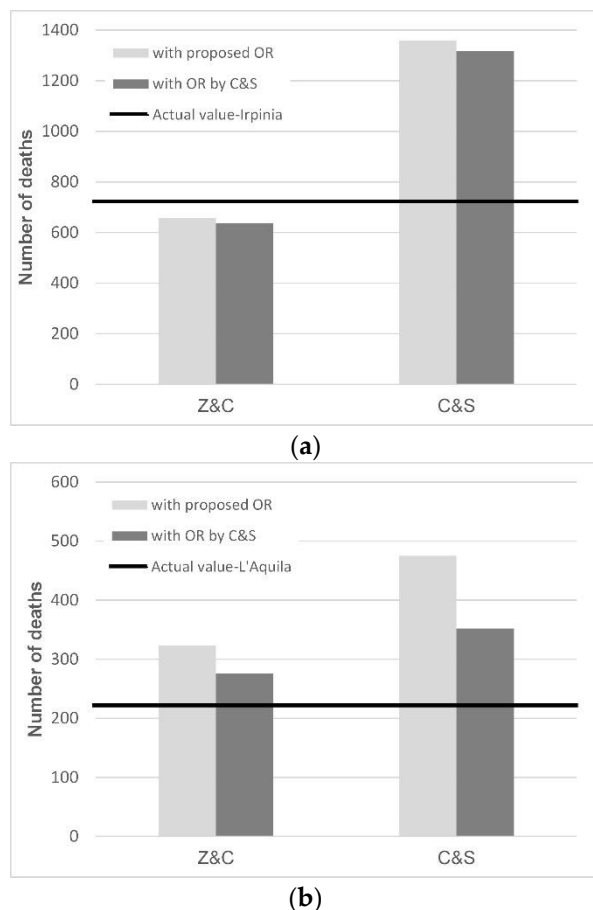 1400
1200
1000
800
600
400
200
0
Number of deaths
with proposed OR
with OR by C&S
Actual value-Irpinia
Z&C C&S
(a)
600
500
400
300
200
100
0
Number of deaths
with proposed OR
with OR by C&S
Actual value-L'Aquila
Z&C C&S
(b)